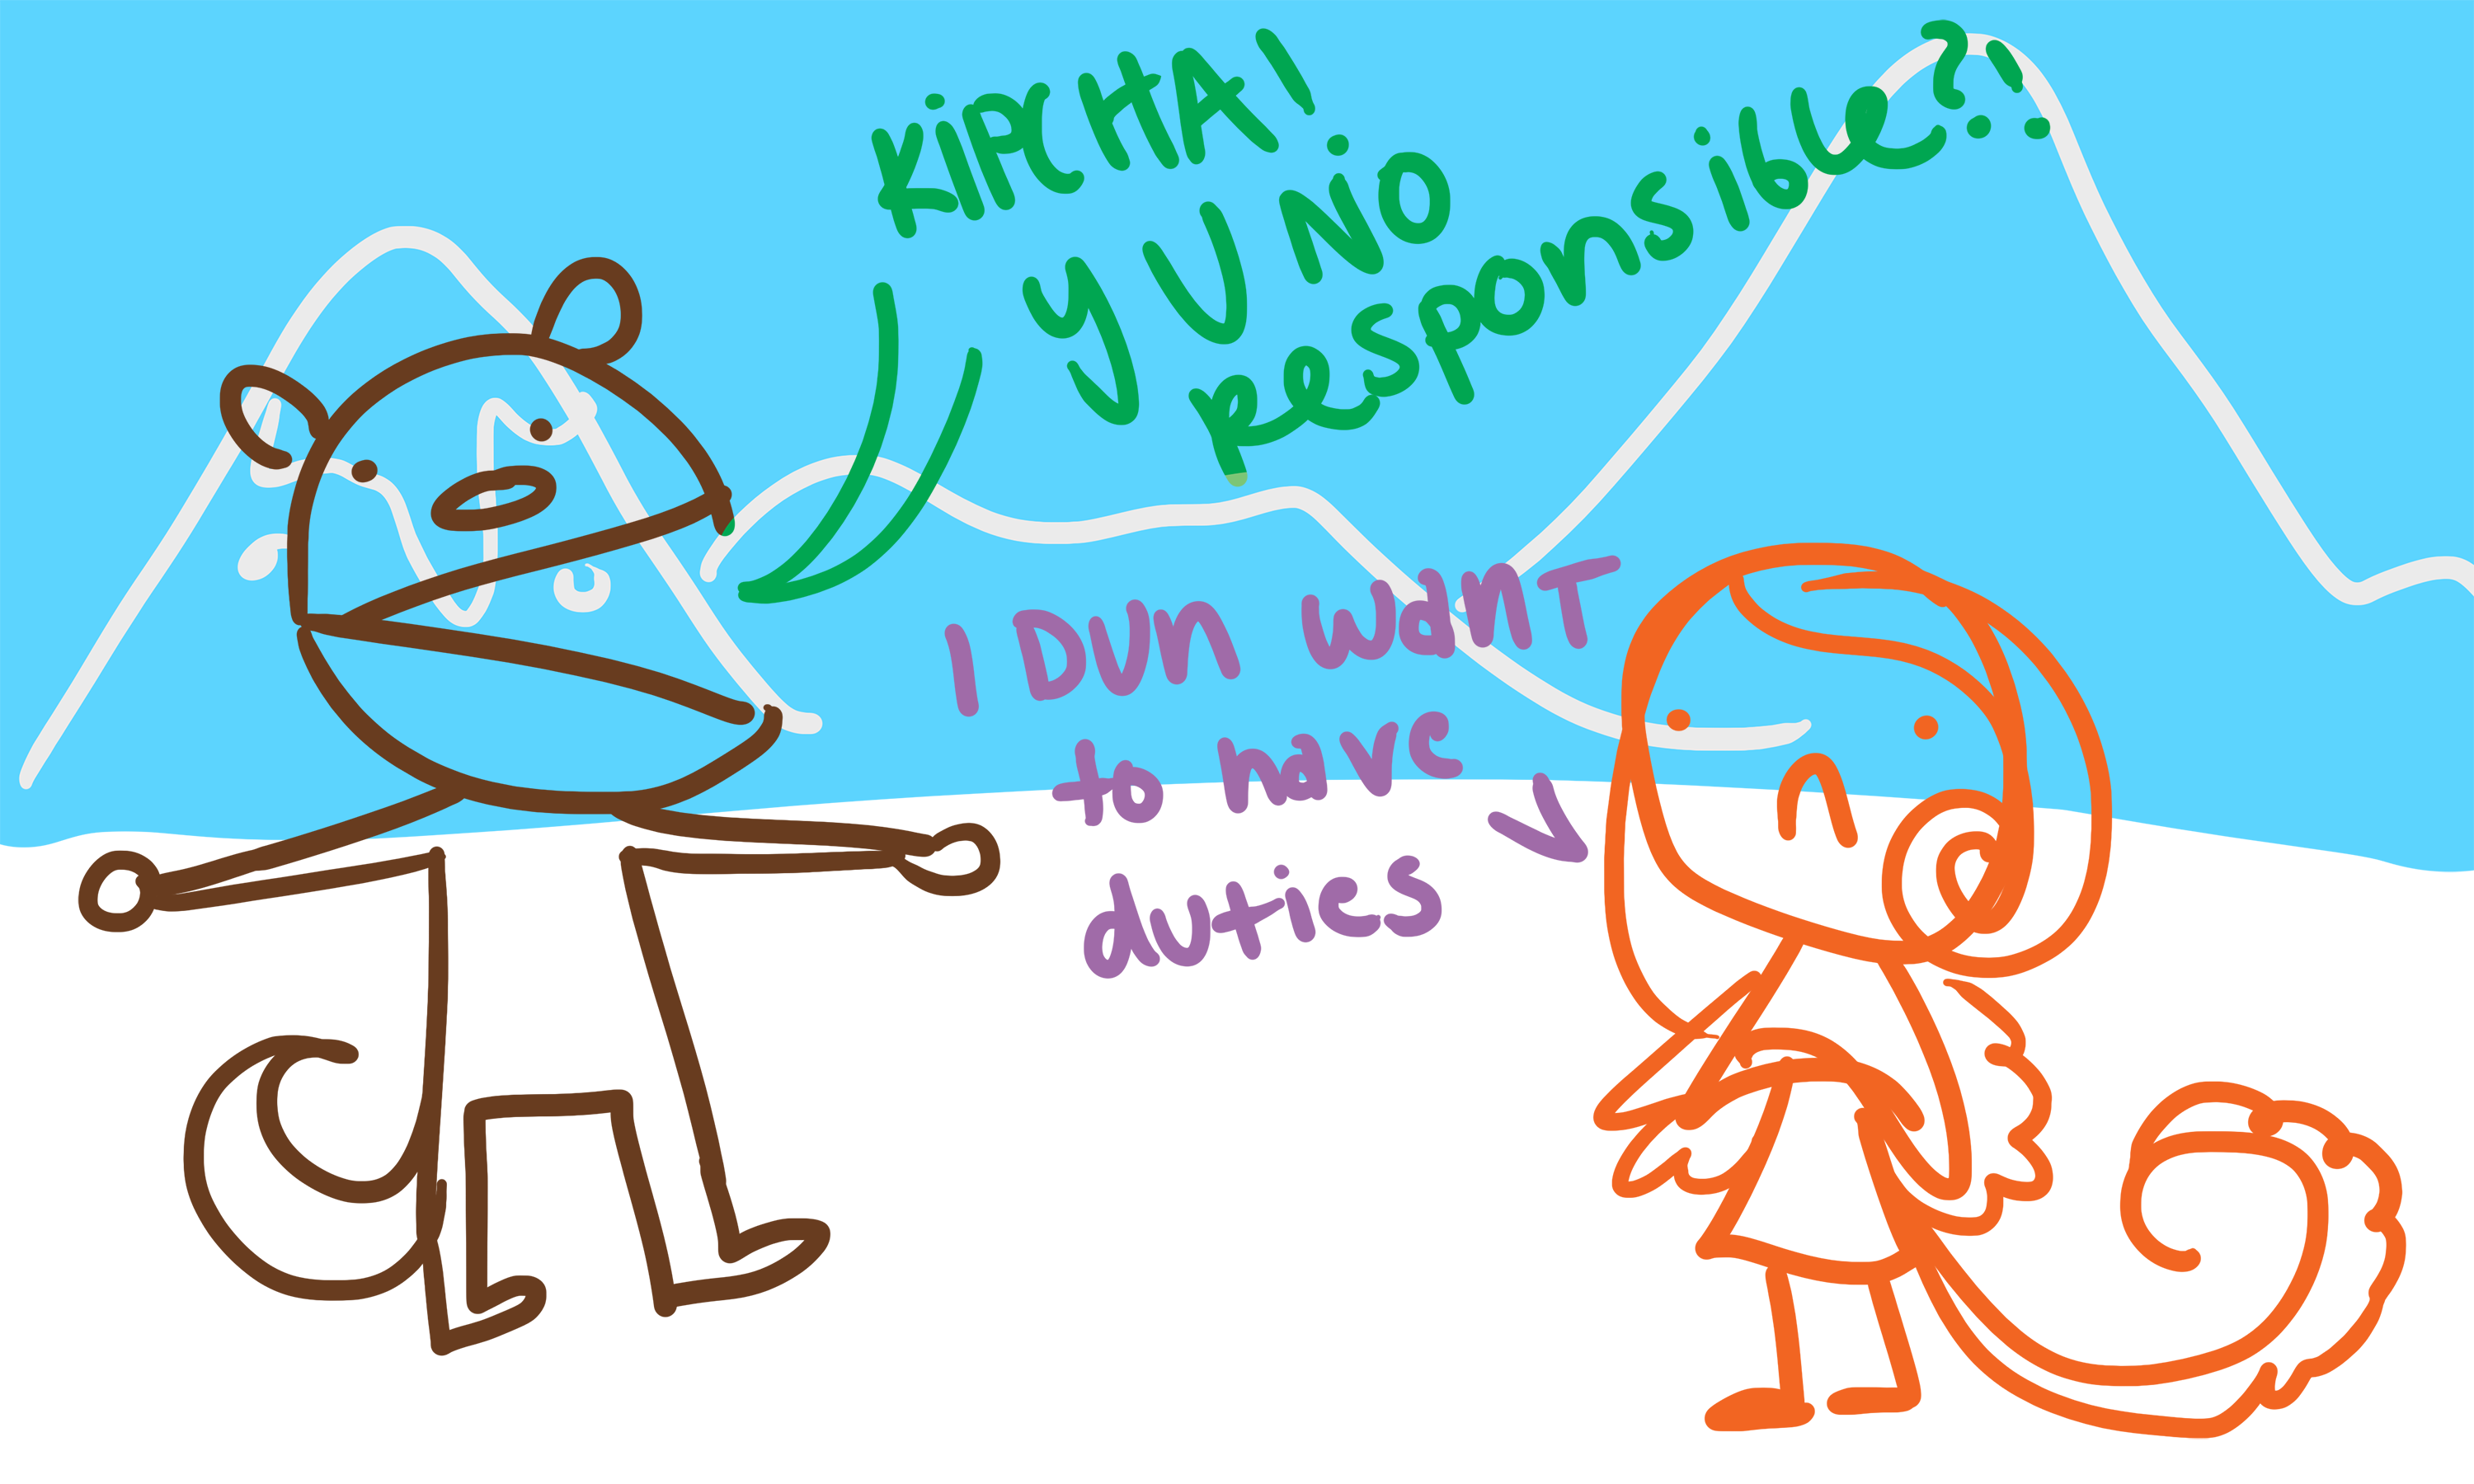 KiPCHA!
Y U NO
Responsible?!
I DUN WaNT
to have
duties